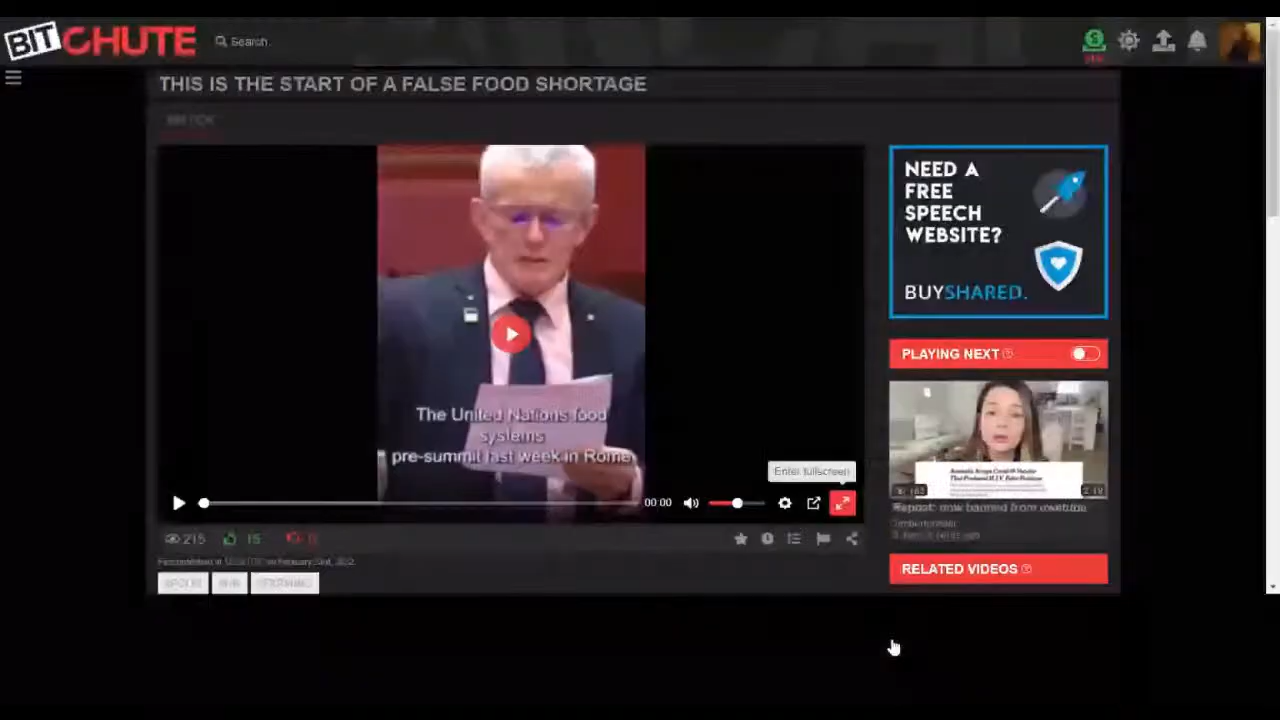 BITCHUTE
Search
THIS IS THE START OF A FALSE FOOD SHORTAGE
The United Nations food
systems
pre-summit last week in Rome
Enter fullscreen
00:00
215
15
0
NEED A
FREE
SPEECH
WEBSITE?
BUYSHARED.
PLAYING NEXT
2:19
Repost: now banned from
RELATED VIDEOS